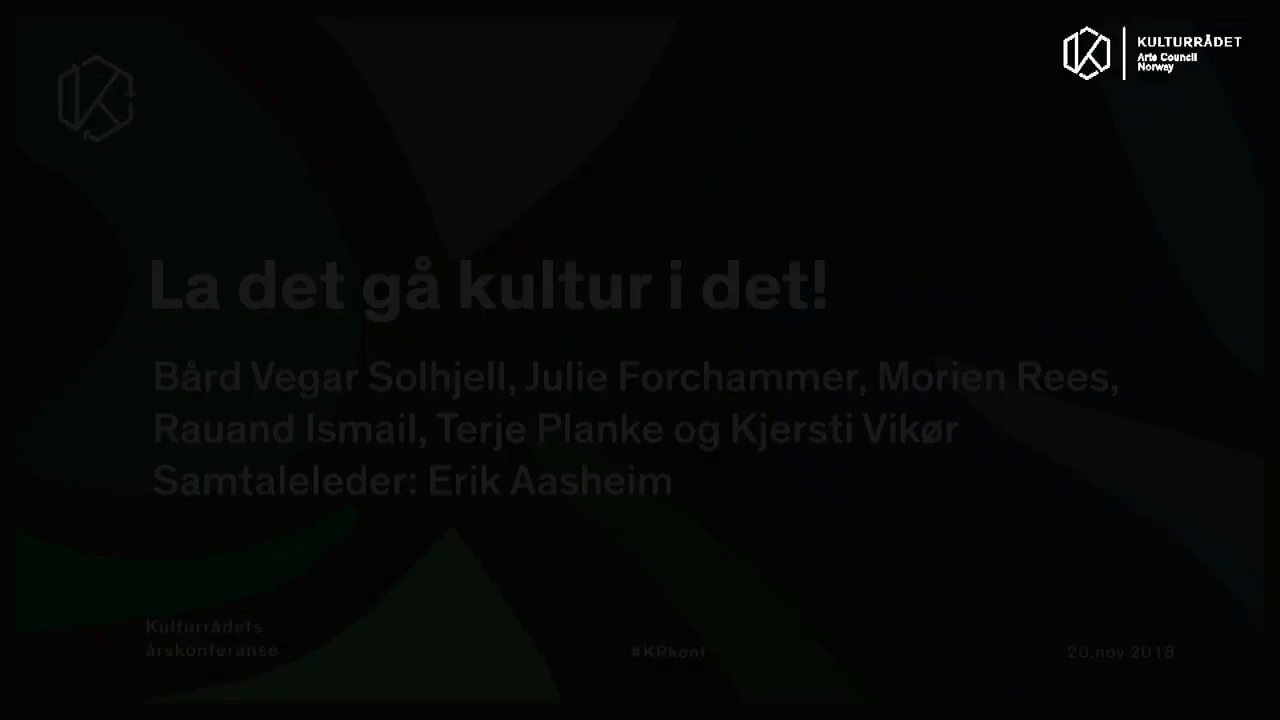 KULTURRÅDET
Arts Council
Norway
La det gå kultur i det!
Bård Vegar Solhjell, Julie Forchammer, Morien Rees,
Rauand Ismail, Terje Planke og Kjersti Vikør
Samtaleleder: Erik Aasheim
Kulturrådets
årskonferanse
#KRkonf
20.nov 2018